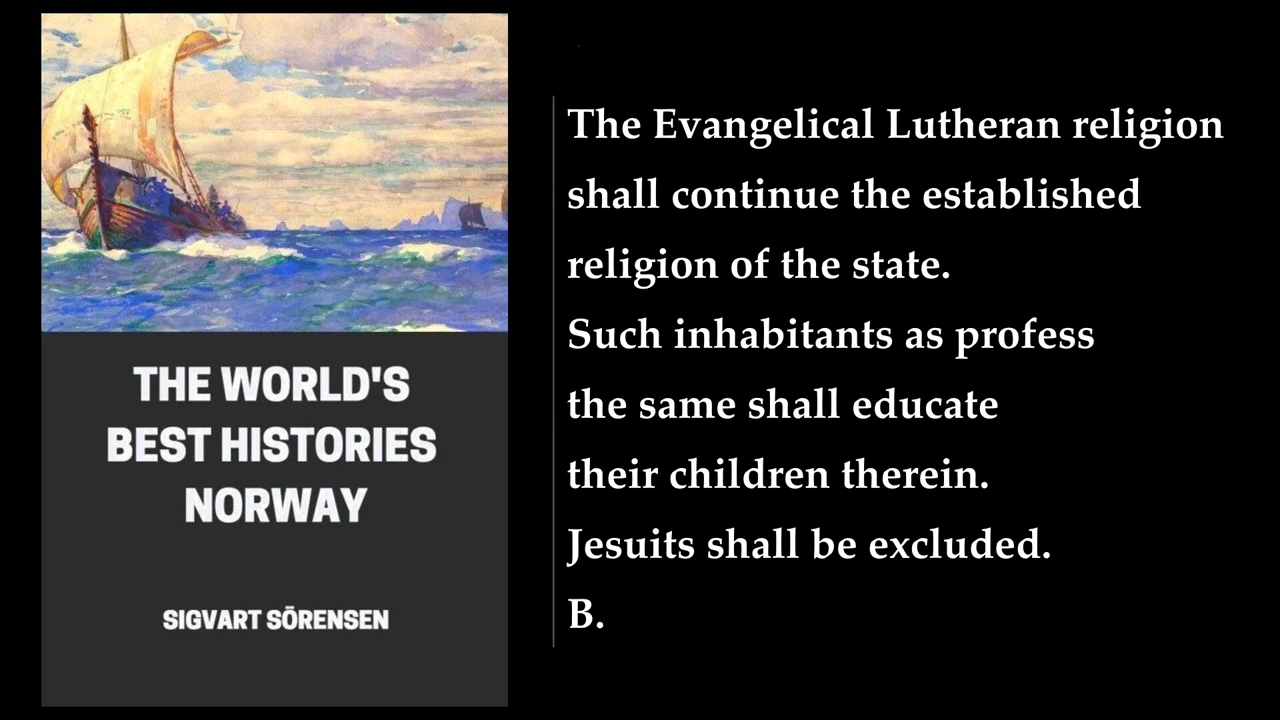 THE WORLD'S
BEST HISTORIES
NORWAY
SIGVART SÖRENSEN
The Evangelical Lutheran religion
shall continue the established
religion of the state.
Such inhabitants as profess
the same shall educate
their children therein.
Jesuits shall be excluded.
B.